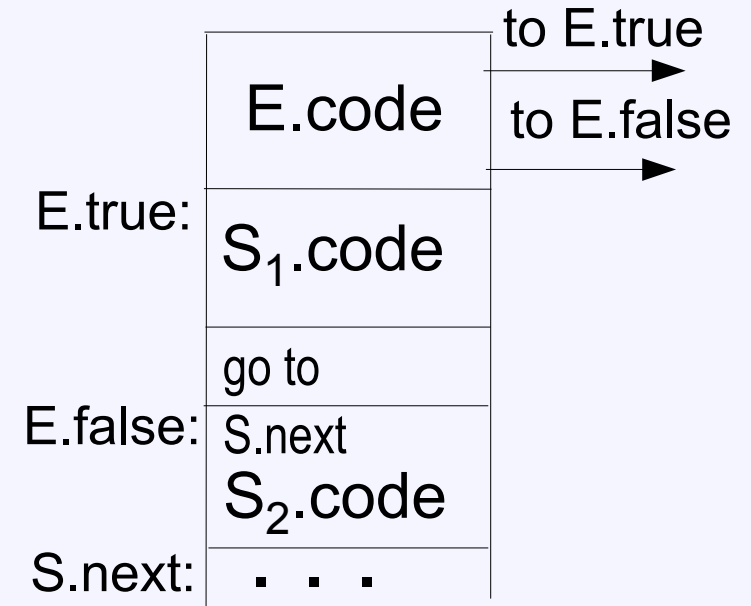 to E.true
E.code
to E.false
E.true:
S₁.code
go to
E.false:
S.next
S₂.code
S.next:
. . .